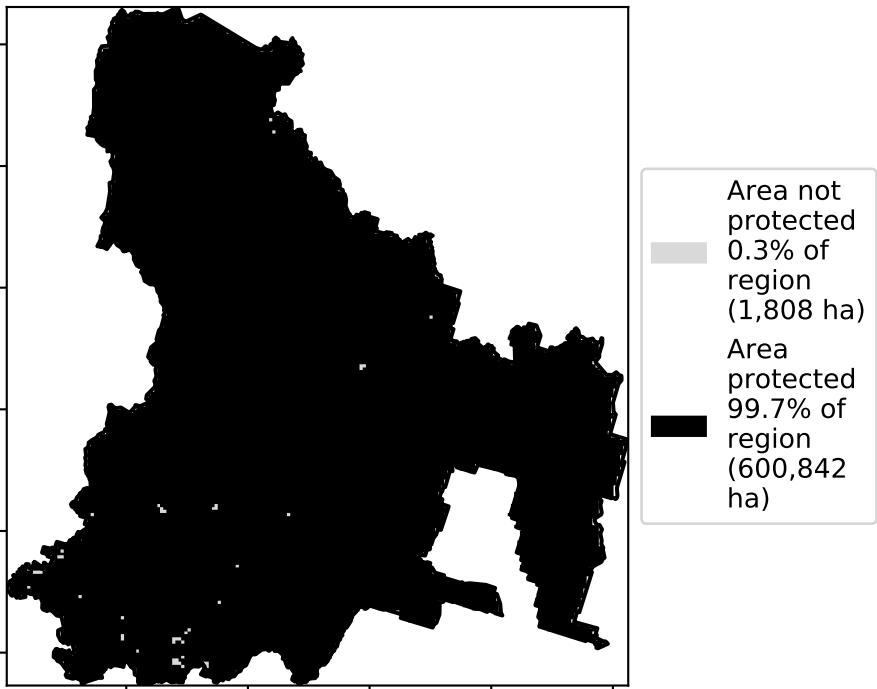 Area not
protected
0.3% of
region
(1,808 ha)
Area
protected
99.7% of
region
(600,842
ha)